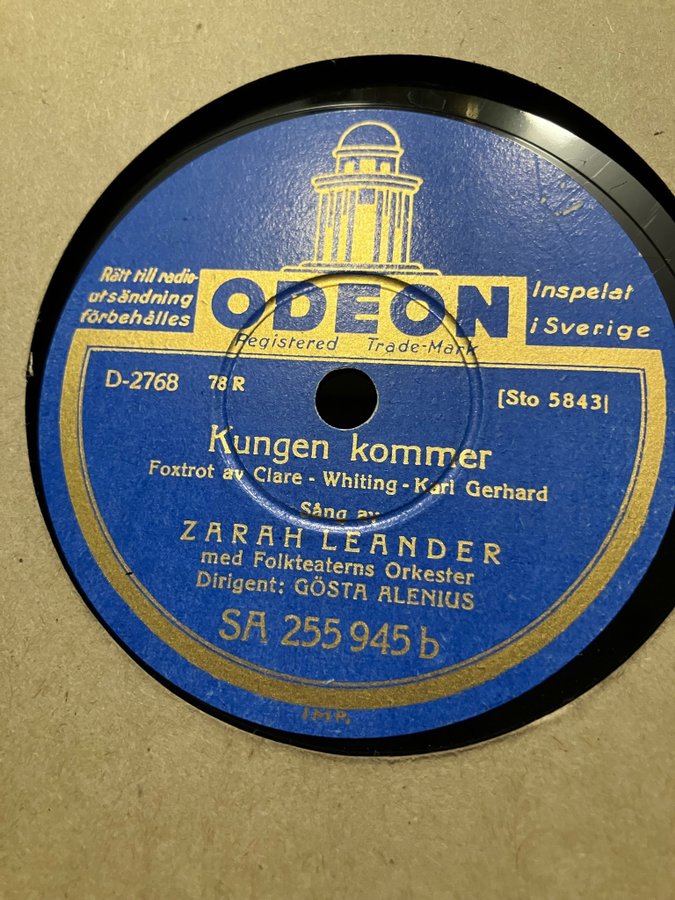 Rätt till radio-
utsändning
förbehålles
ODEON
Registered Trade-Mark
Inspelat
i Sverige
D-2768 78 R
[Sto 5843]
Kungen kommer
Foxtrot av Clare - Whiting - Karl Gerhard
Sång av
ZARAH LEANDER
med Folkteaterns Orkester
Dirigent: GÖSTA ALENIUS
SA 255 945 b
IMP.